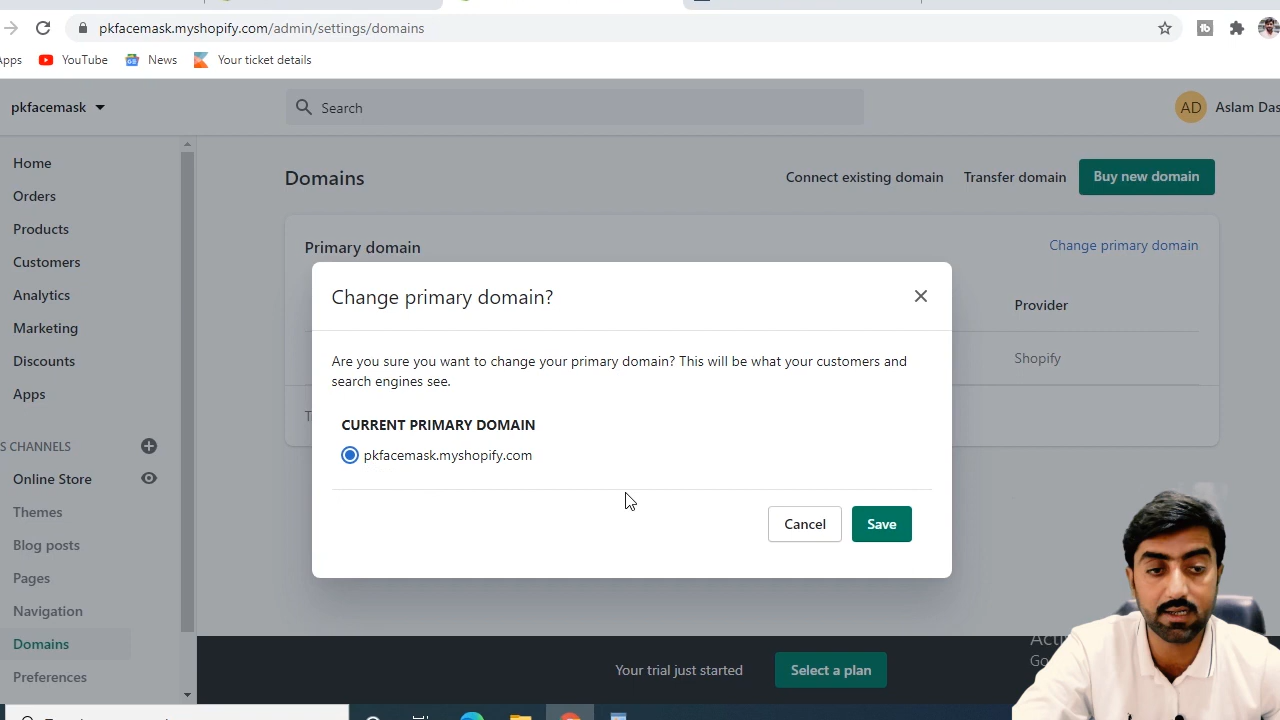 pkfacemask.myshopify.com/admin/settings/domains
YouTube
News
Your ticket details
pkfacemask
Search
AD
Aslam Das
Home
Orders
Products
Customers
Analytics
Marketing
Discounts
Apps
S CHANNELS
Online Store
Themes
Blog posts
Pages
Navigation
Domains
Preferences
Domains
Connect existing domain
Transfer domain
Buy new domain
Primary domain
Change primary domain
Provider
Shopify
Change primary domain?
Are you sure you want to change your primary domain? This will be what your customers and
search engines see.
CURRENT PRIMARY DOMAIN
pkfacemask.myshopify.com
Cancel
Save
Your trial just started
Select a plan